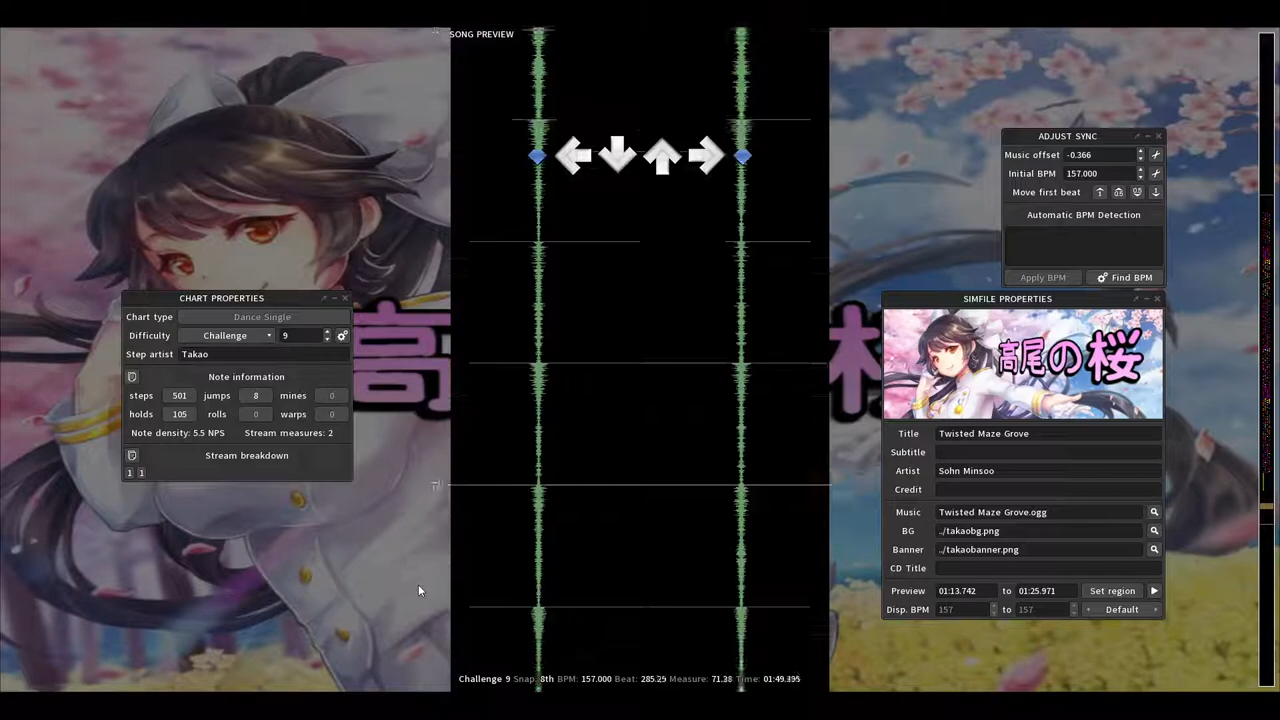 SONG PREVIEW
CHART PROPERTIES
Chart type Dance Single
Difficulty Challenge 9
Step artist Takao
Note information
steps 501 jumps 8 mines 0
holds 105 rolls 0 warps 0
Note density: 5.5 NPS Stream measures: 2
Stream breakdown
1 1
高
桜
ADJUST SYNC
Music offset -0.366
Initial BPM 157.000
Move first beat
Automatic BPM Detection
Apply BPM Find BPM
SIMFILE PROPERTIES
高尾の桜
Title Twisted Maze Grove
Subtitle
Artist Sohn Minsoo
Credit
Music Twisted Maze Grove.ogg
BG ../takaobg.png
Banner ../takaobanner.png
CD Title
Preview 01:13.742 to 01:25.971 Set region
Disp. BPM 157 to 157 Default
Challenge 9 Snap: 8th BPM: 157.000 Beat: 285.29 Measure: 71.38 Time: 01:49.395